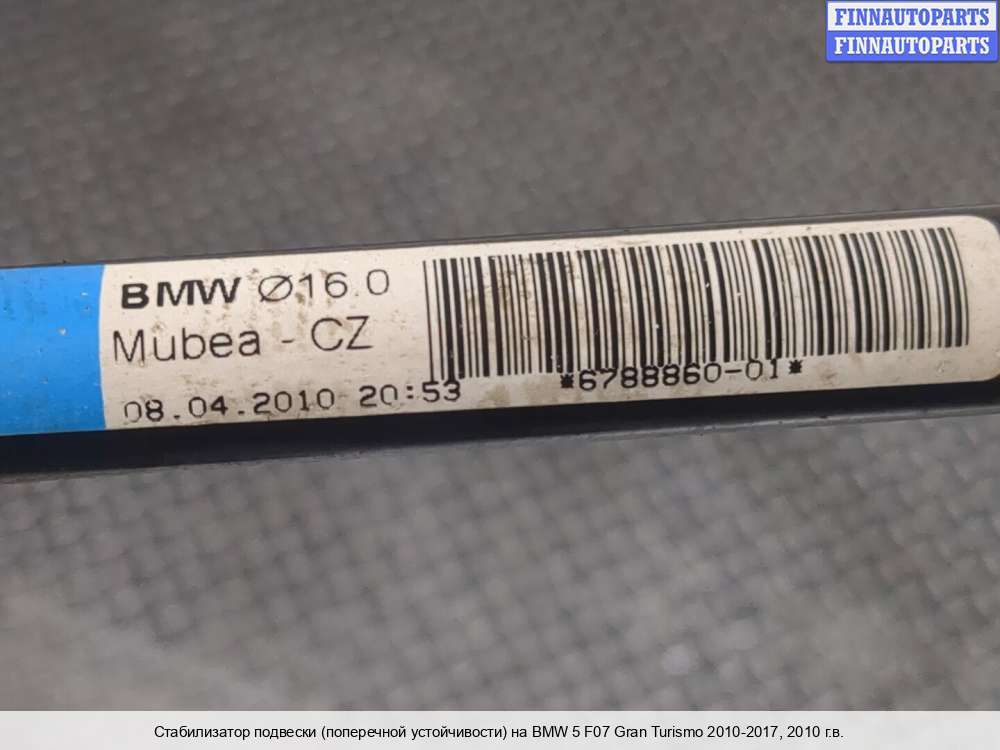 FINNAUTOPARTS
FINNAUTOPARTS
BMW Ø16.0
Mubea - CZ
08.04.2010 20:53
*6788860-01*
Стабилизатор подвески (поперечной устойчивости) на BMW 5 F07 Gran Turismo 2010-2017, 2010 г.в.